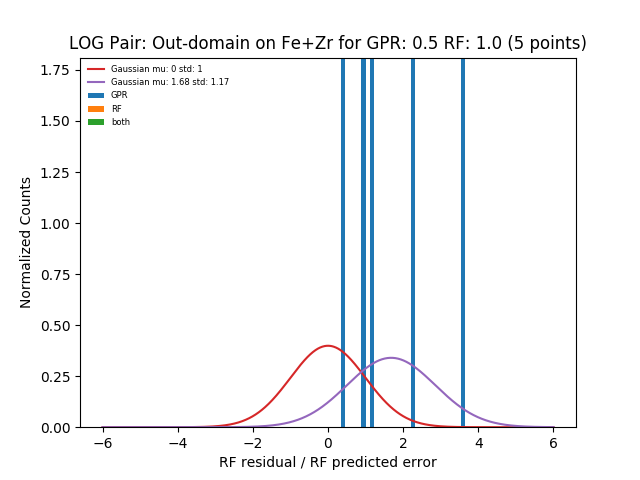 LOG Pair: Out-domain on Fe+Zr for GPR: 0.5 RF: 1.0 (5 points)
Gaussian mu: 0 std: 1
Gaussian mu: 1.68 std: 1.17
GPR
RF
both
Normalized Counts
1.75
1.50
1.25
1.00
0.75
0.50
0.25
0.00
−6 −4 −2 0 2 4 6
RF residual / RF predicted error